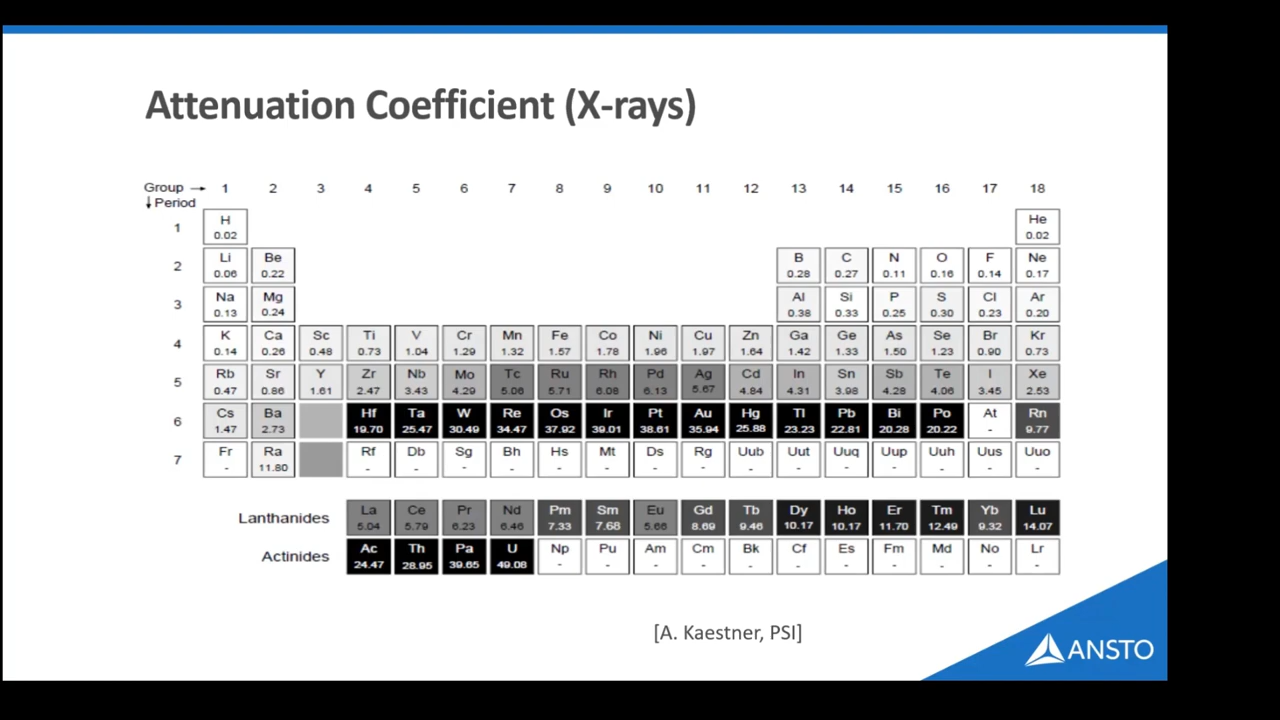 Attenuation Coefficient (X-rays)
Group → 1 2 3 4 5 6 7 8 9 10 11 12 13 14 15 16 17 18
↓ Period
1 H He
0.02 0.02
2 Li Be B C N O F Ne
0.06 0.22 0.28 0.27 0.11 0.16 0.14 0.17
3 Na Mg Al Si P S Cl Ar
0.13 0.24 0.38 0.33 0.25 0.30 0.23 0.20
4 K Ca Sc Ti V Cr Mn Fe Co Ni Cu Zn Ga Ge As Se Br Kr
0.14 0.26 0.48 0.73 1.04 1.29 1.32 1.57 1.78 1.96 1.97 1.64 1.42 1.33 1.50 1.23 0.90 0.73
5 Rb Sr Y Zr Nb Mo Tc Ru Rh Pd Ag Cd In Sn Sb Te I Xe
0.47 0.86 1.61 2.47 3.43 4.29 5.06 5.71 6.08 6.13 5.67 4.84 4.31 3.98 4.28 4.06 3.45 2.53
6 Cs Ba Hf Ta W Re Os Ir Pt Au Hg Tl Pb Bi Po At Rn
1.47 2.73 19.70 25.47 30.49 34.47 37.92 39.01 38.61 35.94 25.88 23.23 22.81 20.28 20.22 - 9.77
7 Fr Ra Rf Db Sg Bh Hs Mt Ds Rg Uub Uut Uuq Uup Uuh Uus Uuo
- 11.80 - - - - - - - - - - - - - - -
Lanthanides La Ce Pr Nd Pm Sm Eu Gd Tb Dy Ho Er Tm Yb Lu
5.04 5.79 6.23 6.46 7.33 7.68 5.66 8.69 9.46 10.17 10.17 11.70 12.49 9.32 14.07
Actinides Ac Th Pa U Np Pu Am Cm Bk Cf Es Fm Md No Lr
24.47 28.95 39.65 49.08 - - - - - - - - - - -
[A. Kaestner, PSI]
ANSTO